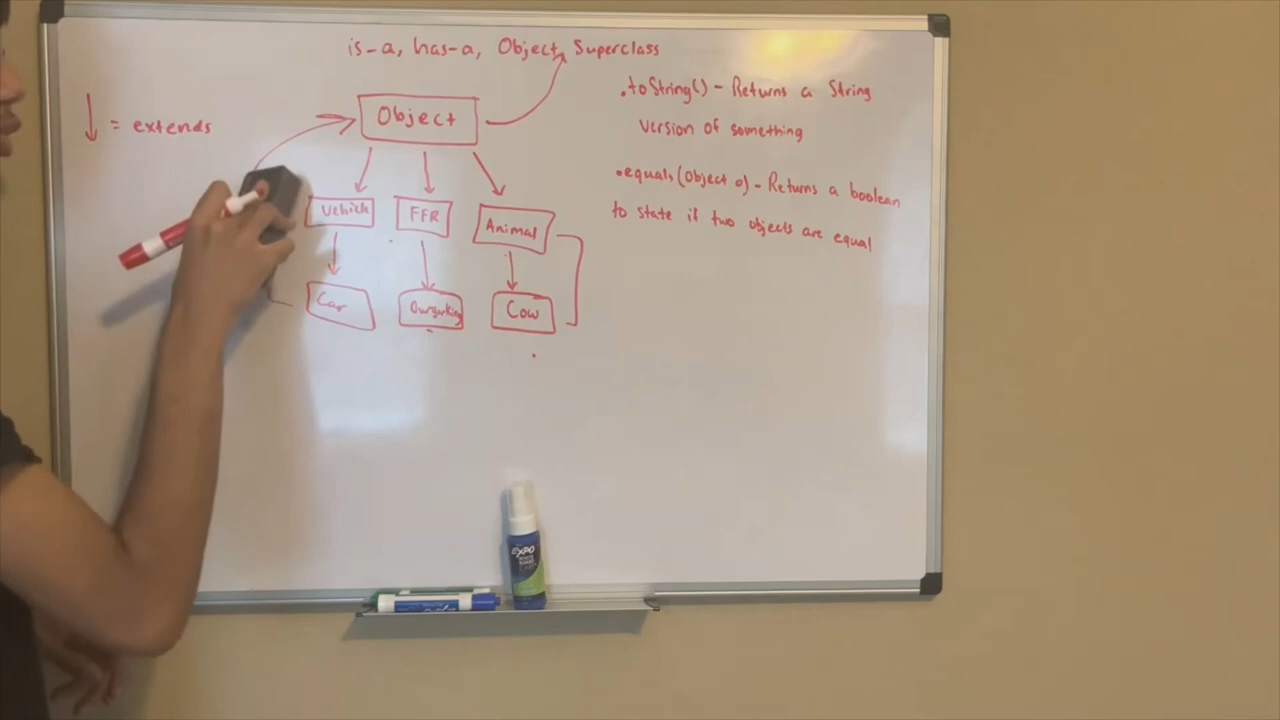 is-a, has-a, Object Superclass
= extends
Object
Vehicle
FFR
Animal
Car
Cow
.toString() - Returns a String
version of something
.equals(Object o) - Returns a boolean
to state if two objects are equal
EXPO